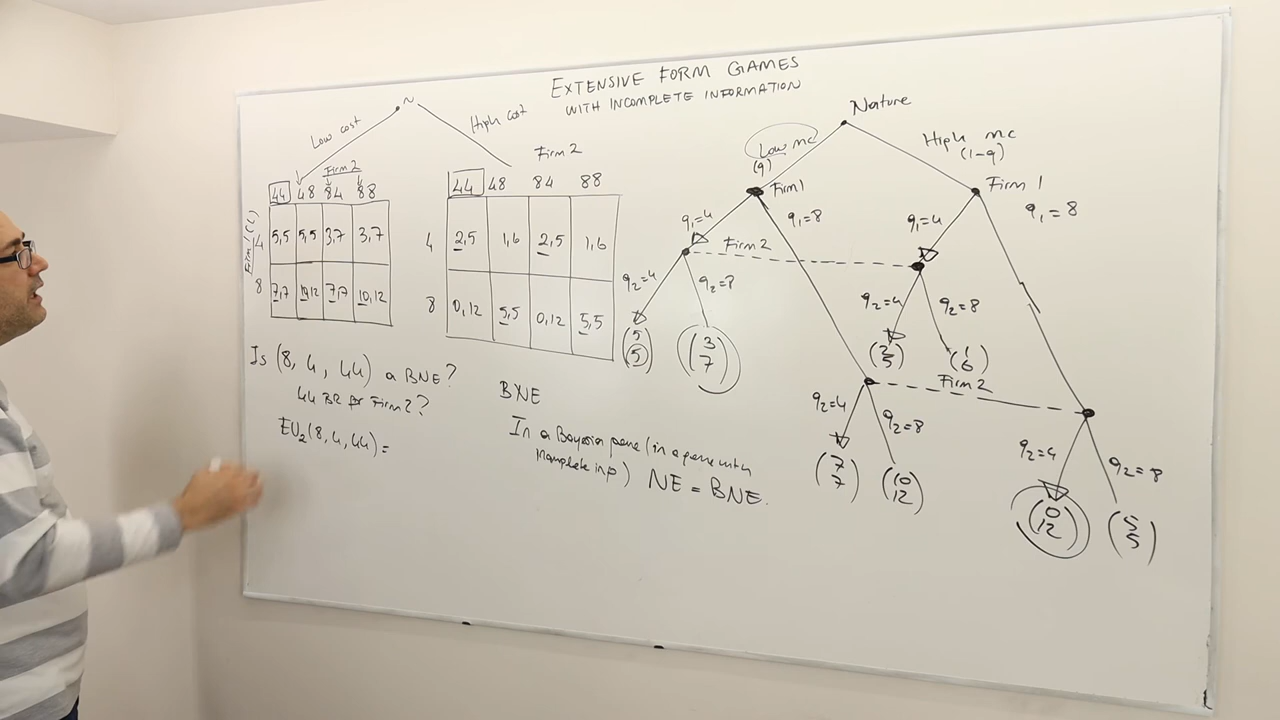 EXTENSIVE FORM GAMES
WITH INCOMPLETE INFORMATION
N
Low cost
High cost
Firm 2
44 48 84 88
Firm 1 (L)
4 5,5 5,5 3,7 3,7
8 7,7 10,12 7,7 10,12
Firm 2
44 48 84 88
4 2,5 1,6 2,5 1,6
8 0,12 5,5 0,12 5,5
Is (8, 4, 44) a BNE?
44 BR for Firm 2?
EU₂(8, 4, 44) =
BNE
In a Bayesian game (in a game with
incomplete inf) NE = BNE.
Nature
Low mc
(q)
High mc
(1-q)
Firm 1
Firm 1
q₁=4
q₁=8
q₁=4
q₁=8
Firm 2
q₂=4
q₂=8
q₂=4
q₂=8
(5 5)
(3 7)
(2 5)
(1 6)
Firm 2
q₂=4
q₂=8
q₂=4
q₂=8
(7 7)
(10 12)
(0 12)
(5 5)